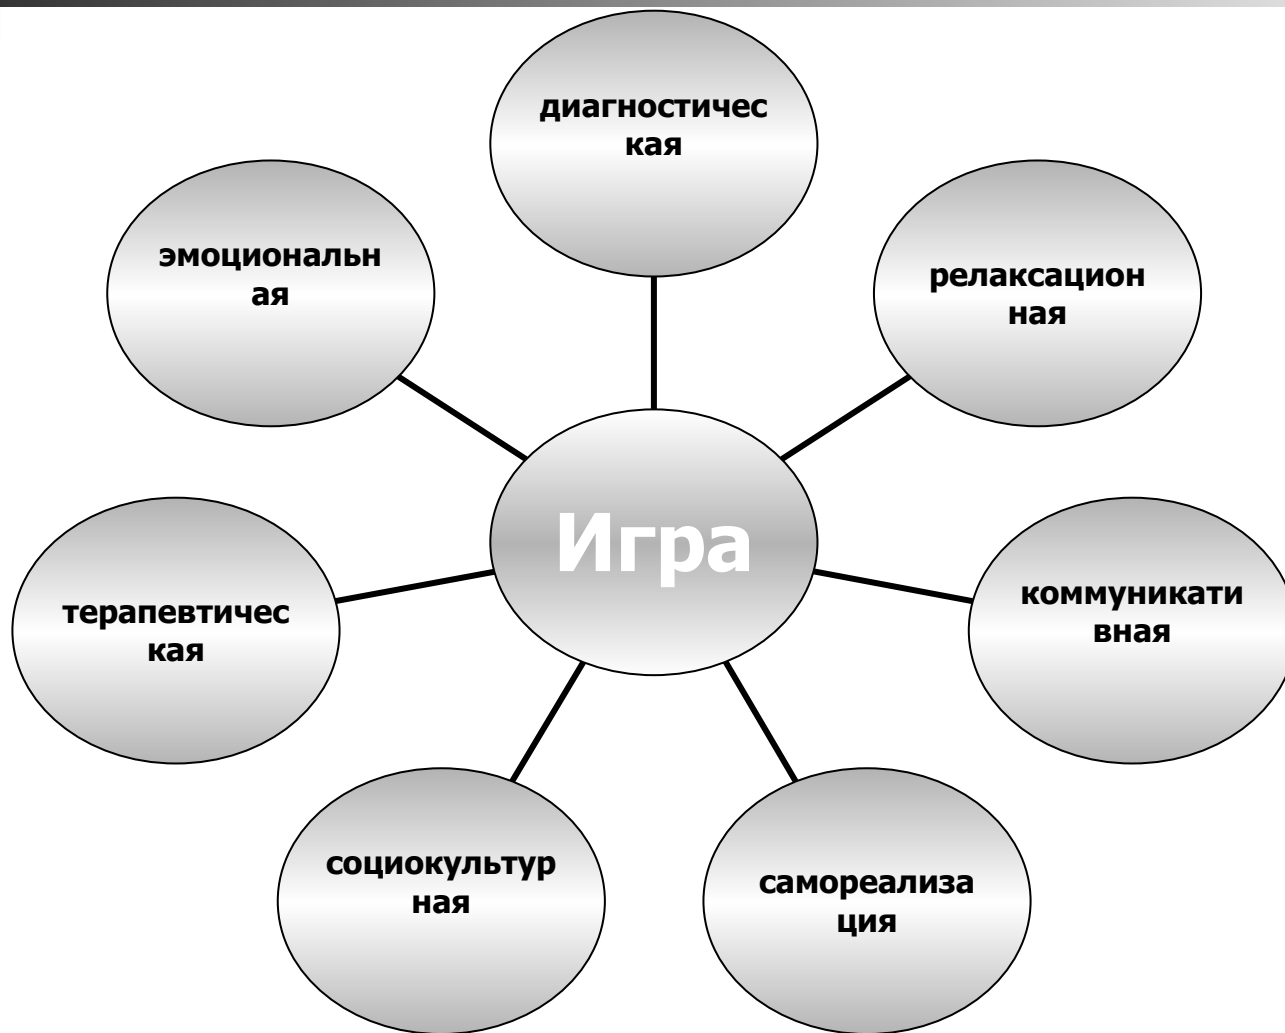 диагностичес
кая
эмоциональн
ая
релаксацион
ная
Игра
терапевтичес
кая
коммуникати
вная
социокультур
ная
самореализа
ция